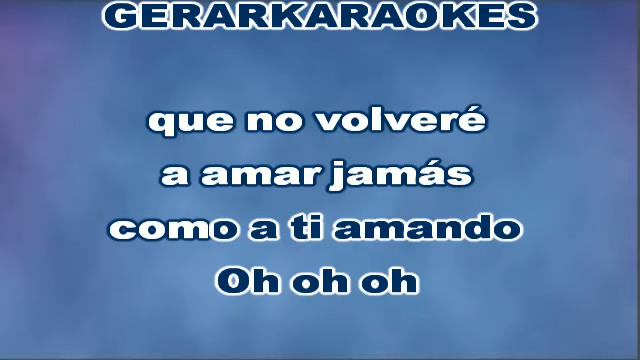 GERARKARAOKES
que no volveré
a amar jamás
como a ti amando
Oh oh oh